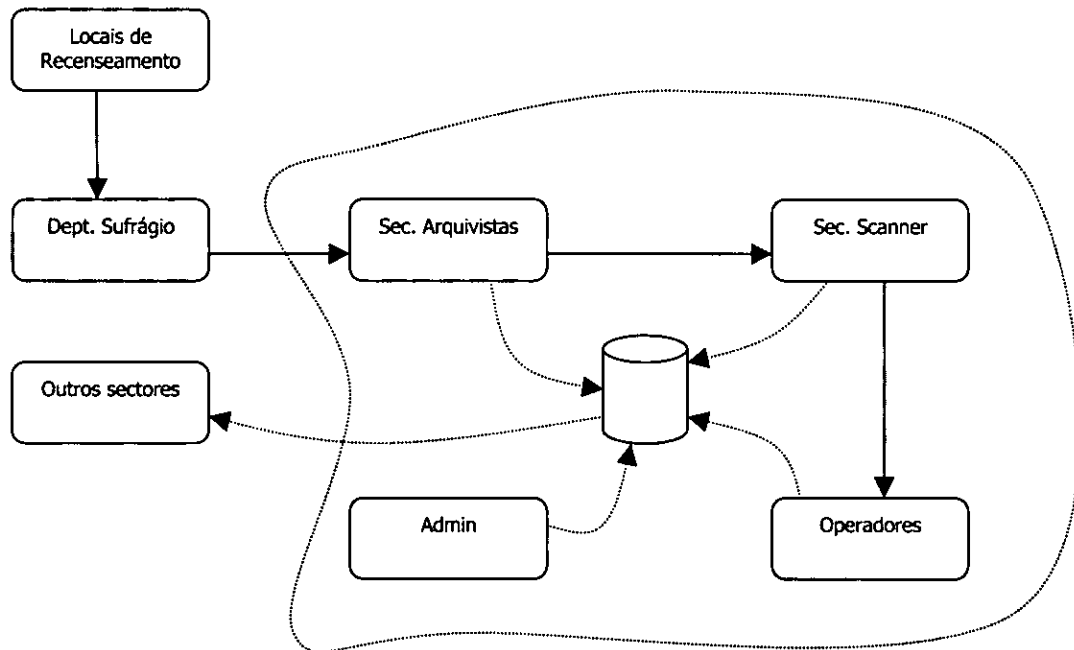 Locais de
Recenseamento
Dept. Sufrágio
Sec. Arquivistas
Sec. Scanner
Outros sectores
Admin
Operadores